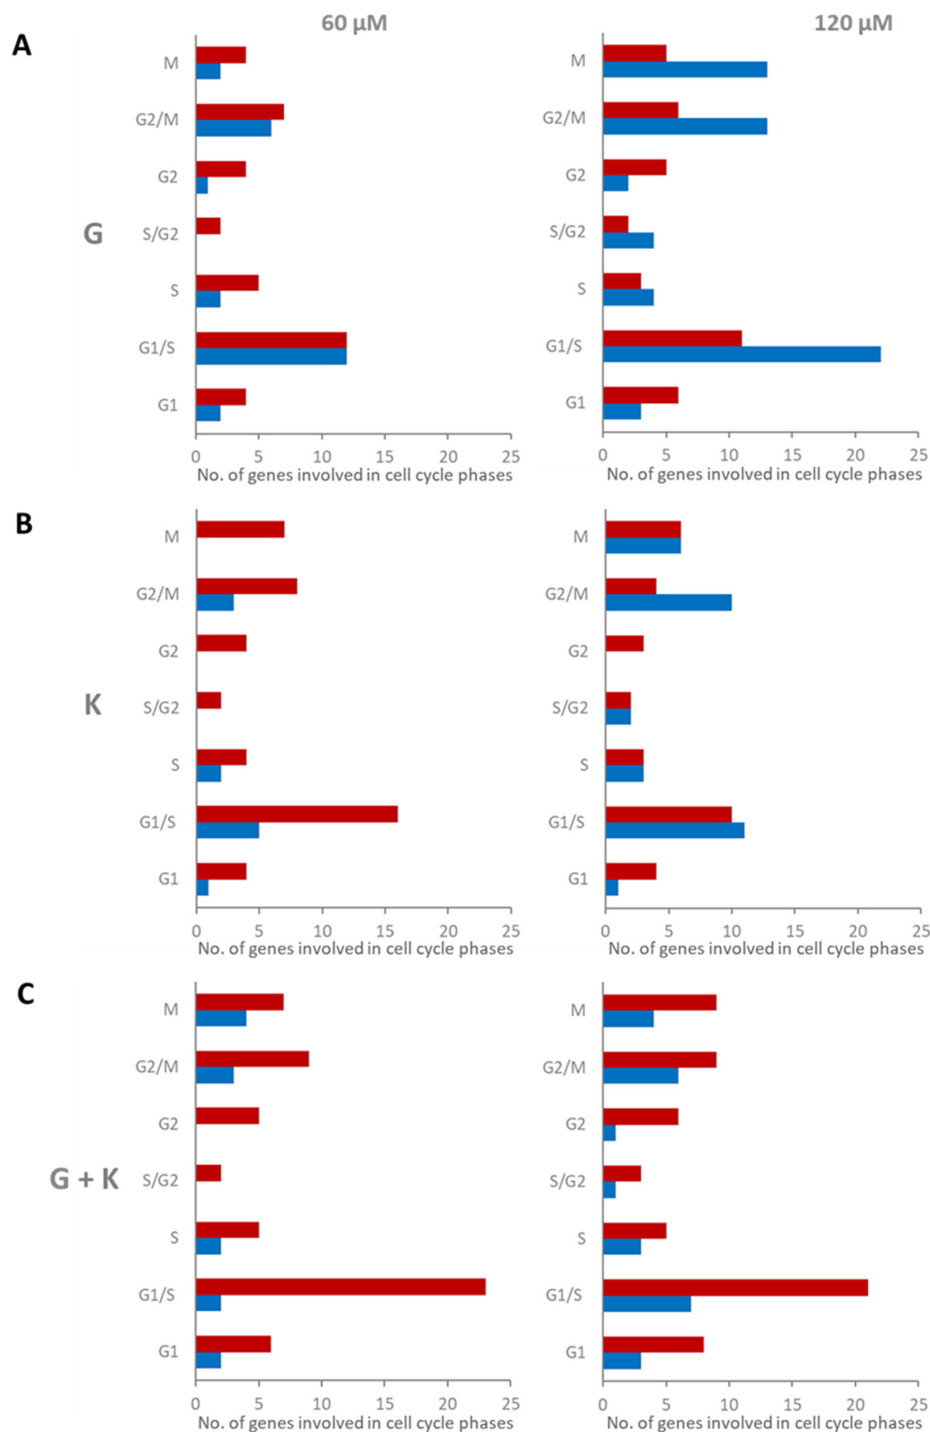 60 µM
120 µM
A
G
M
G2/M
G2
S/G2
S
G1/S
G1
0 5 10 15 20 25
No. of genes involved in cell cycle phases
M
G2/M
G2
S/G2
S
G1/S
G1
0 5 10 15 20 25
No. of genes involved in cell cycle phases
B
K
M
G2/M
G2
S/G2
S
G1/S
G1
0 5 10 15 20 25
No. of genes involved in cell cycle phases
M
G2/M
G2
S/G2
S
G1/S
G1
0 5 10 15 20 25
No. of genes involved in cell cycle phases
C
G + K
M
G2/M
G2
S/G2
S
G1/S
G1
0 5 10 15 20 25
No. of genes involved in cell cycle phases
M
G2/M
G2
S/G2
S
G1/S
G1
0 5 10 15 20 25
No. of genes involved in cell cycle phases